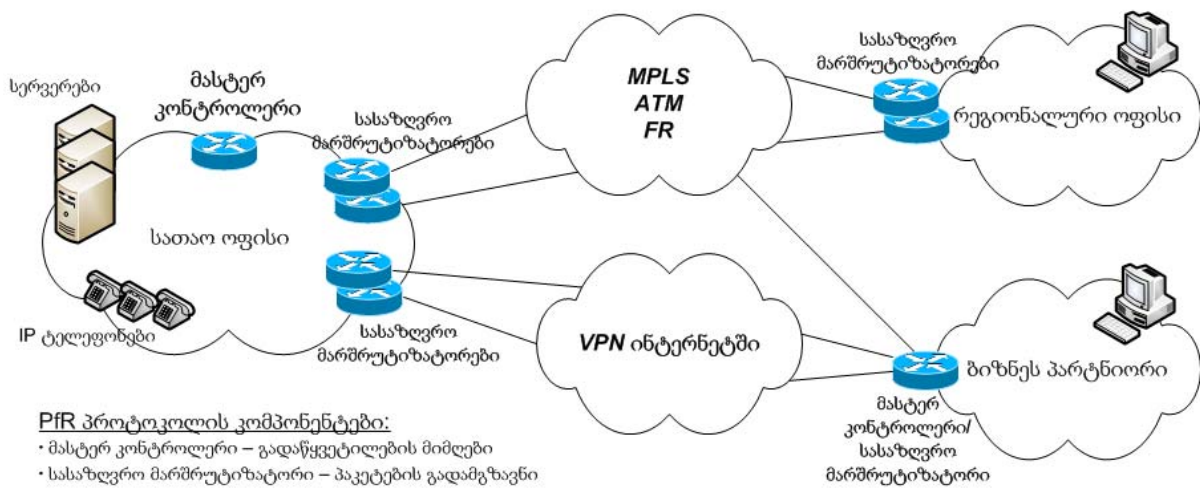 სერვერები
მასტერ
კონტროლერი
სასაზღვრო
მარშრუტიზატორები
სათაო ოფისი
IP ტელეფონები
სასაზღვრო
მარშრუტიზატორები
MPLS
ATM
FR
VPN ინტერნეტში
სასაზღვრო
მარშრუტიზატორები
რეგიონალური ოფისი
ბიზნეს პარტნიორი
მასტერ
კონტროლერი/
სასაზღვრო
მარშრუტიზატორი
PfR პროტოკოლის კომპონენტები:
• მასტერ კონტროლერი – გადაწყვეტილების მიმღები
• სასაზღვრო მარშრუტიზატორი – პაკეტების გადამგზავნი